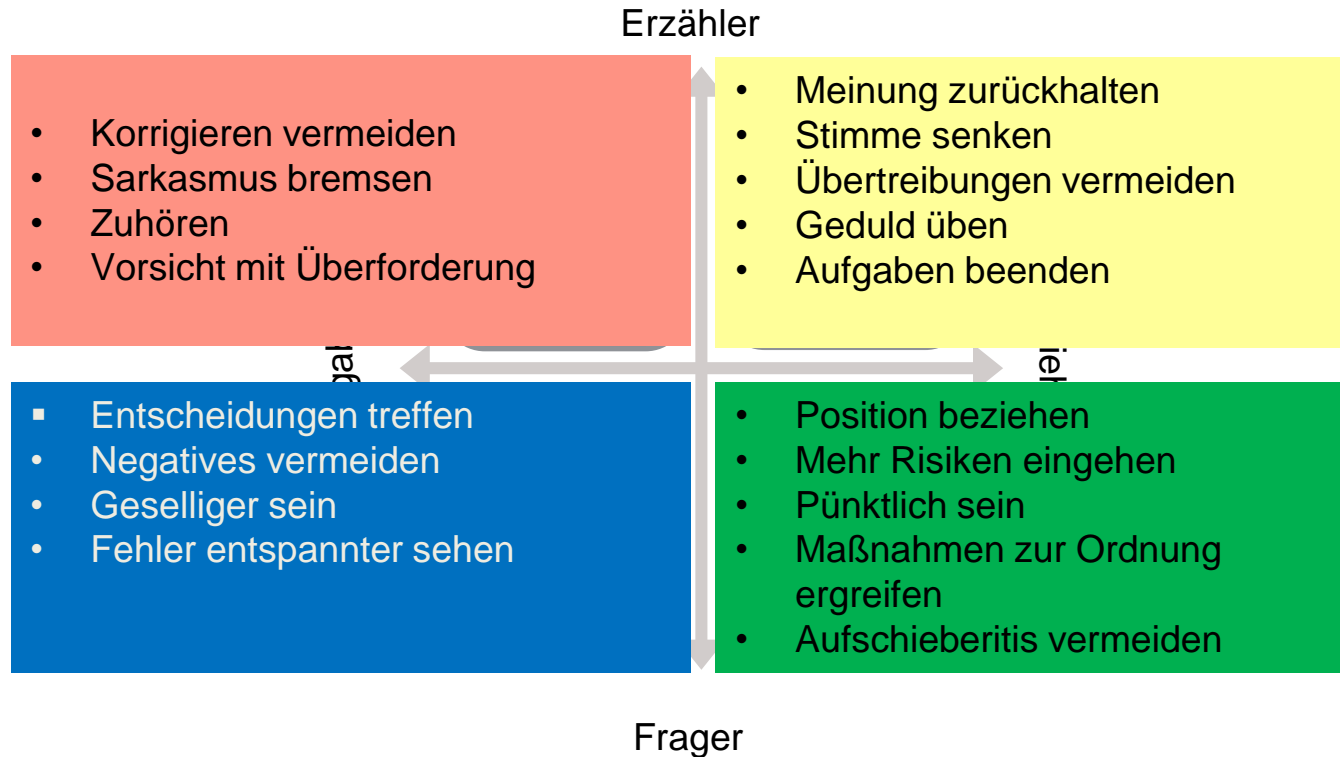 Erzähler
• Korrigieren vermeiden
• Sarkasmus bremsen
• Zuhören
• Vorsicht mit Überforderung
• Meinung zurückhalten
• Stimme senken
• Übertreibungen vermeiden
• Geduld üben
• Aufgaben beenden
▪ Entscheidungen treffen
• Negatives vermeiden
• Geselliger sein
• Fehler entspannter sehen
• Position beziehen
• Mehr Risiken eingehen
• Pünktlich sein
• Maßnahmen zur Ordnung
ergreifen
• Aufschieberitis vermeiden
Frager